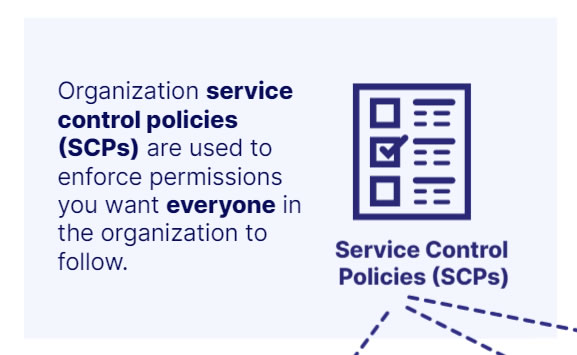 Organization service
control policies
(SCPs) are used to
enforce permissions
you want everyone in
the organization to
follow.
Service Control
Policies (SCPs)